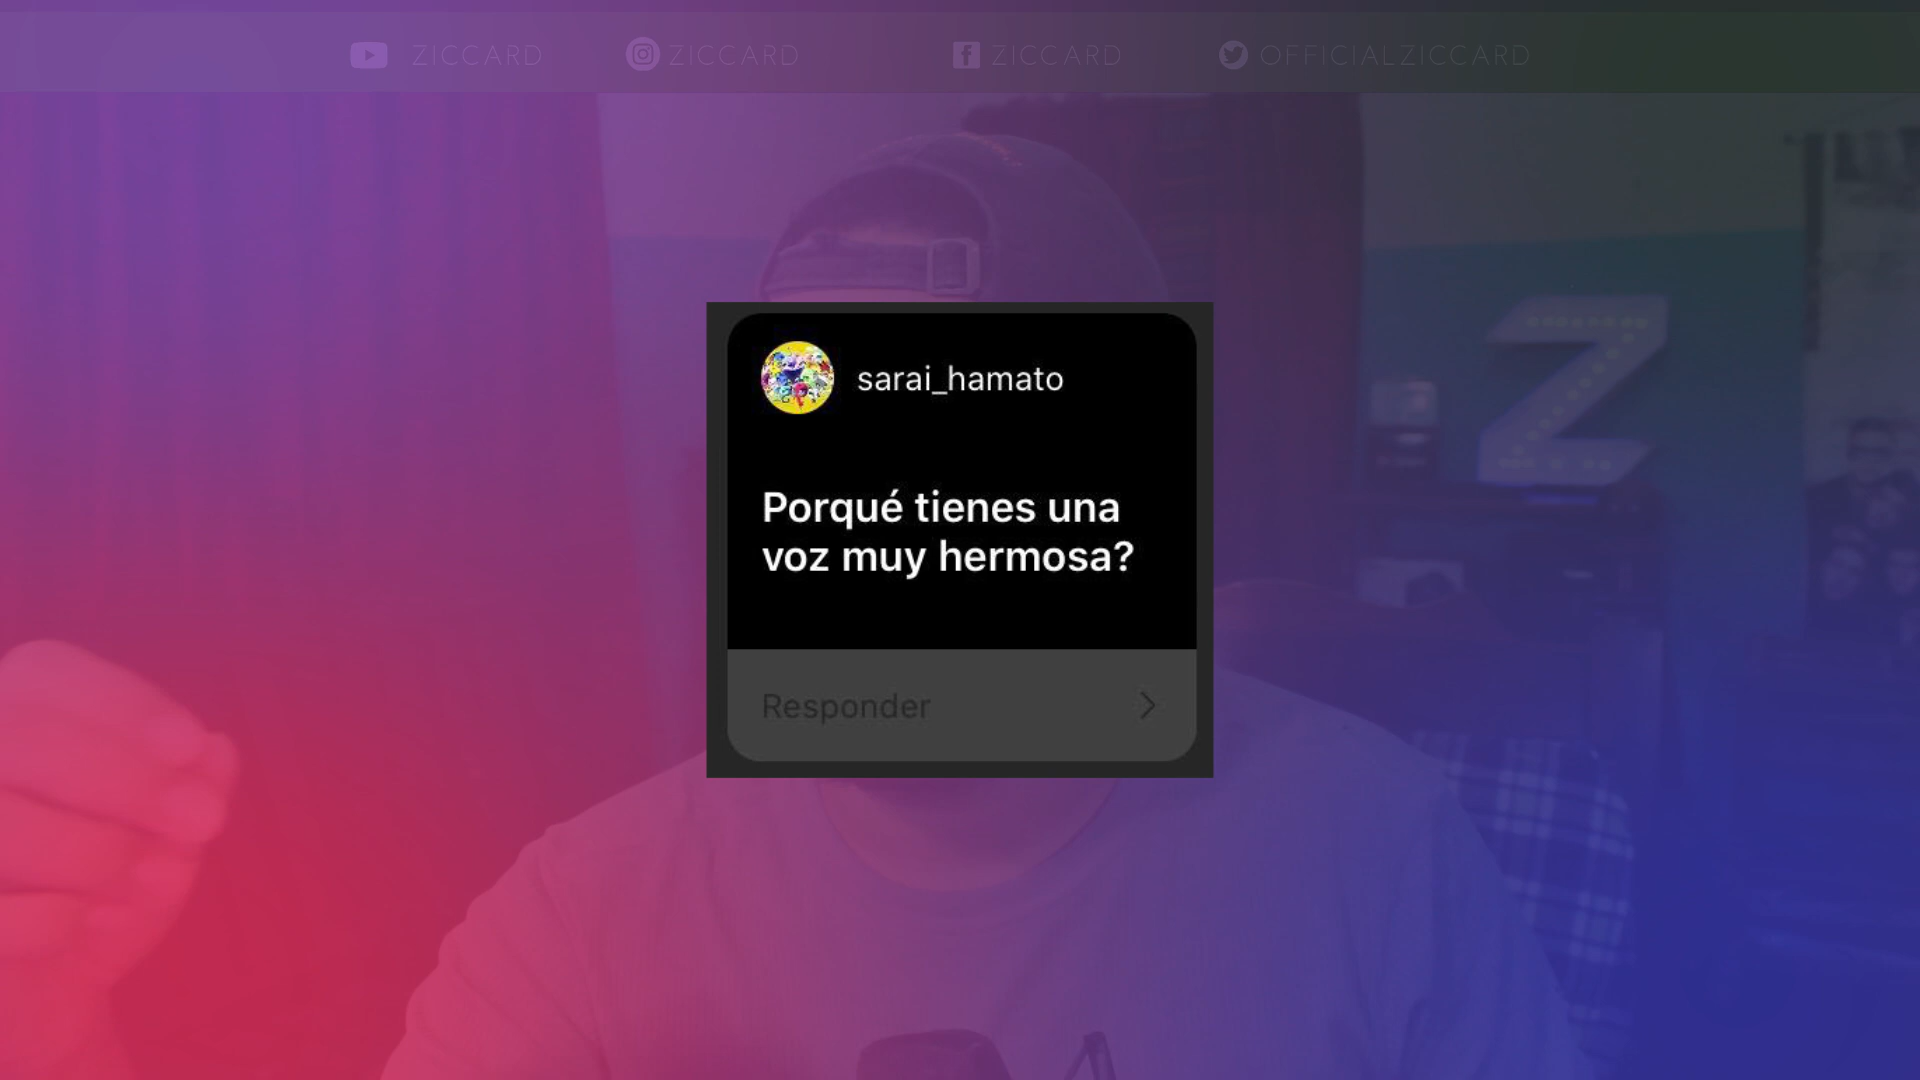 ZICCARD ZICCARD ZICCARD OFFICIALZICCARD
sarai_hamato
Porqué tienes una
voz muy hermosa?
Responder